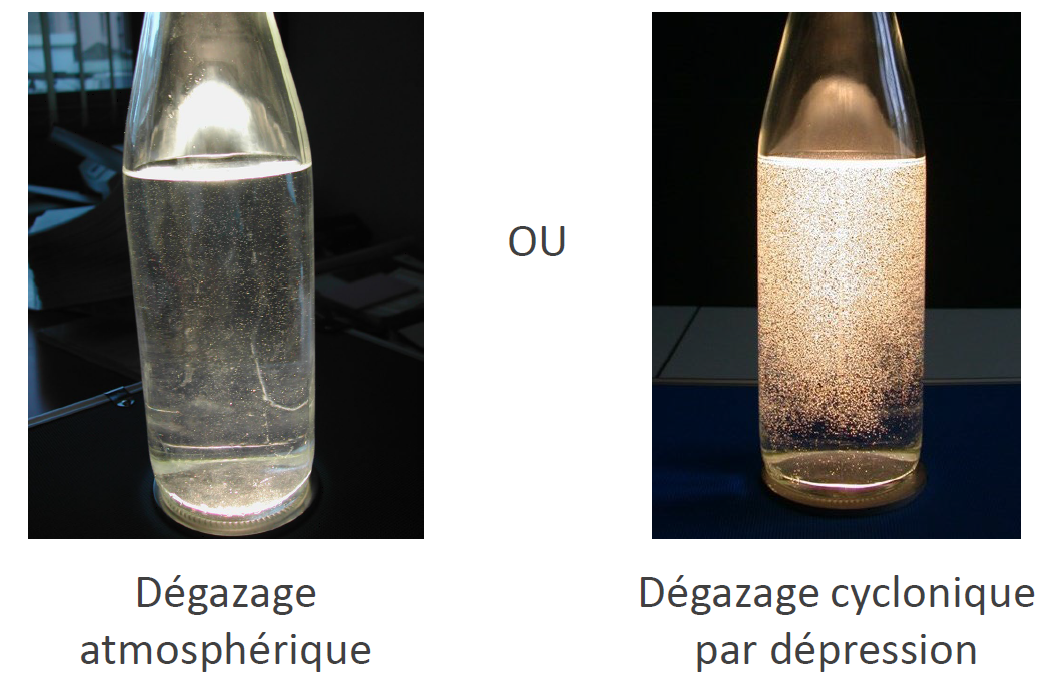 OU
Dégazage
atmosphérique
Dégazage cyclonique
par dépression